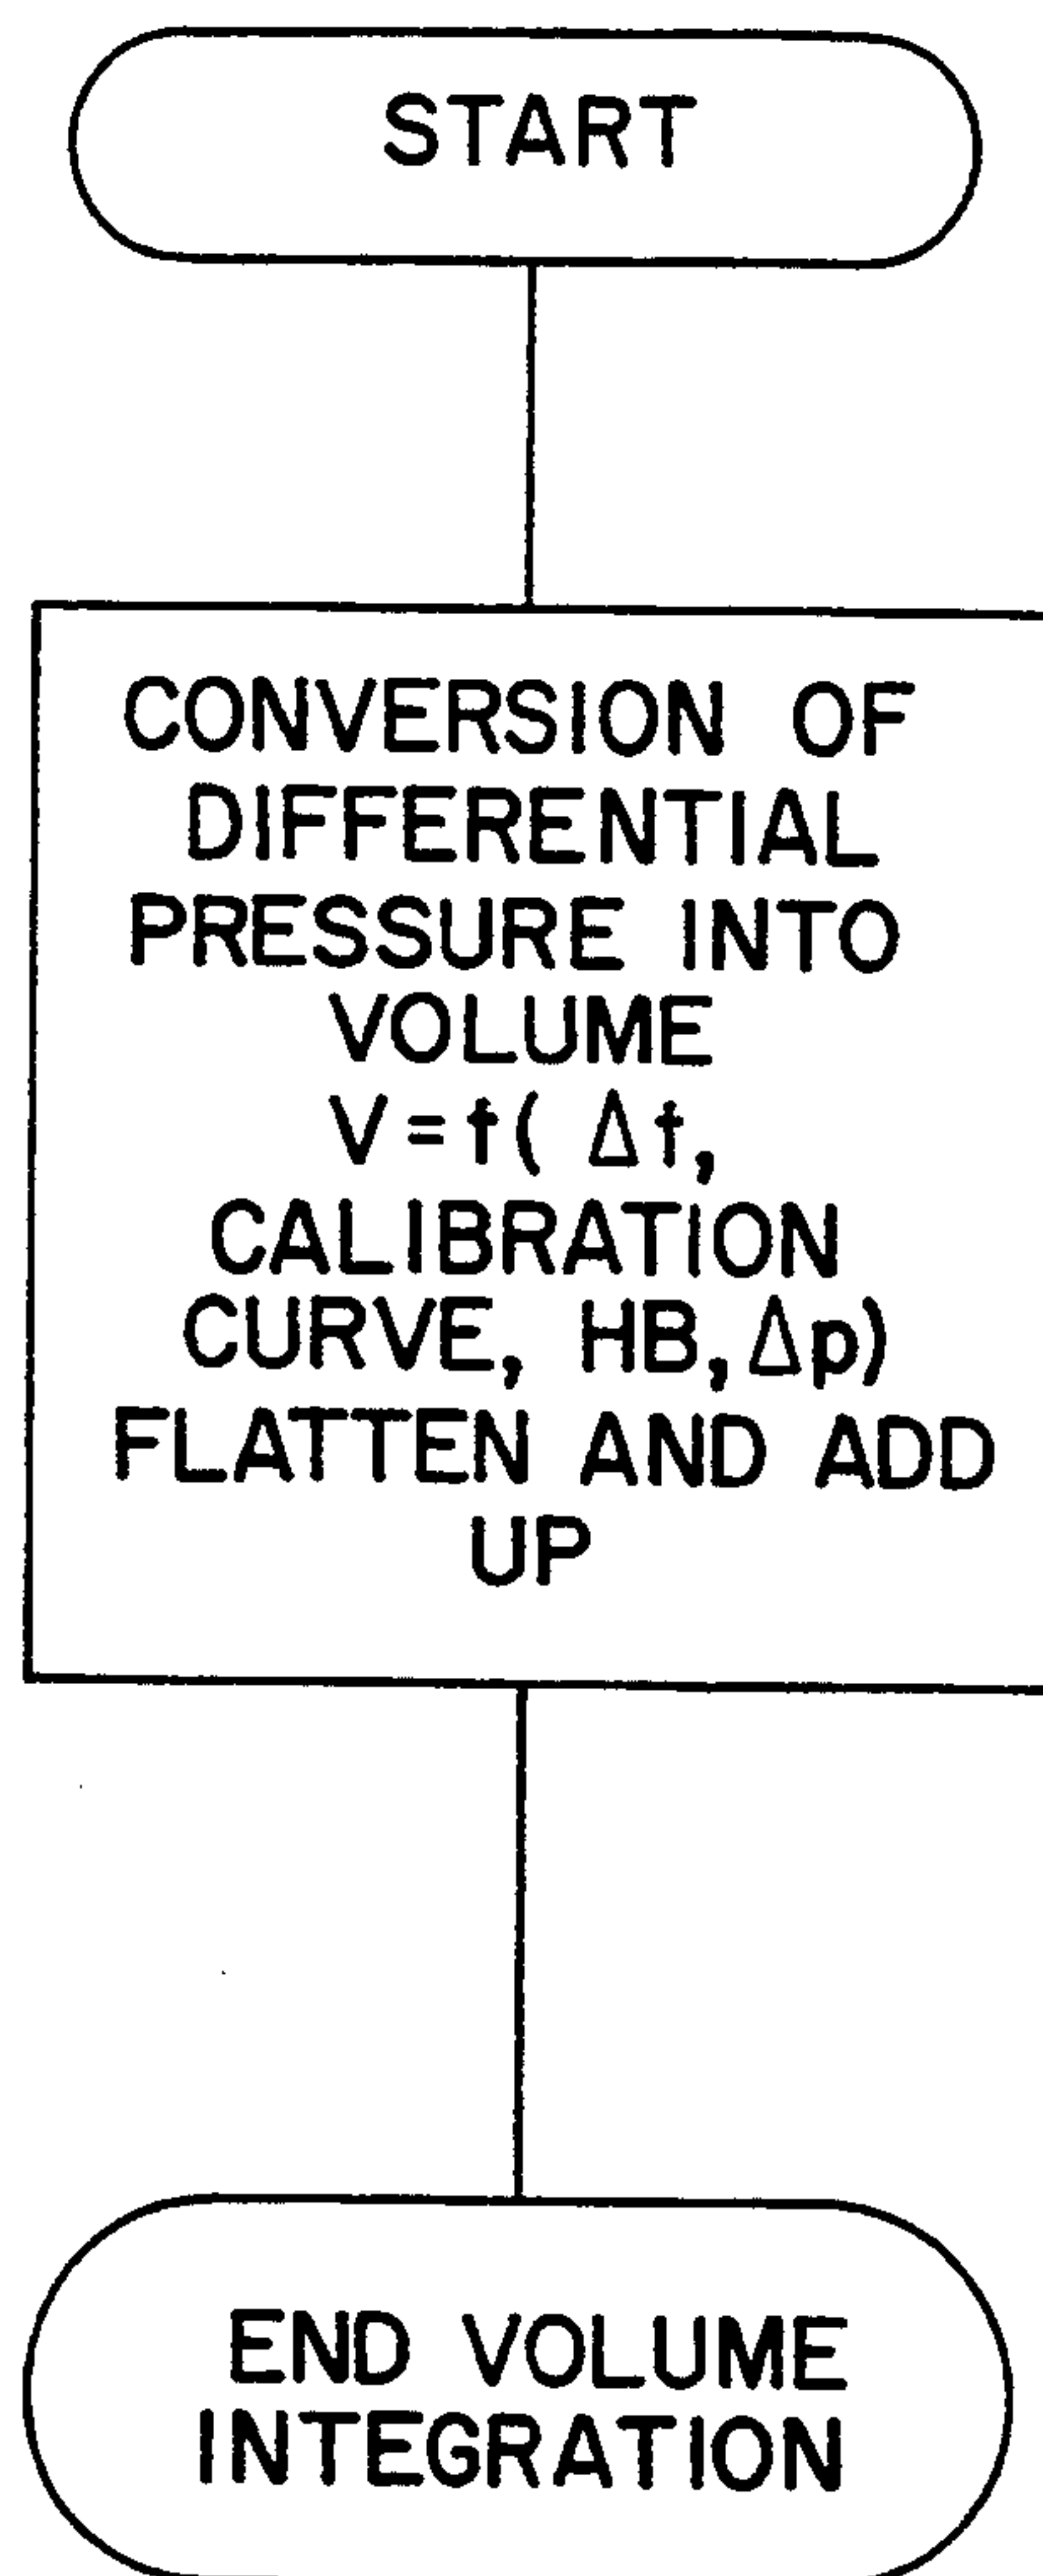 START
CONVERSION OF
DIFFERENTIAL
PRESSURE INTO
VOLUME
V=t( Δt,
CALIBRATION
CURVE, HB, Δp)
FLATTEN AND ADD
UP
END VOLUME
INTEGRATION